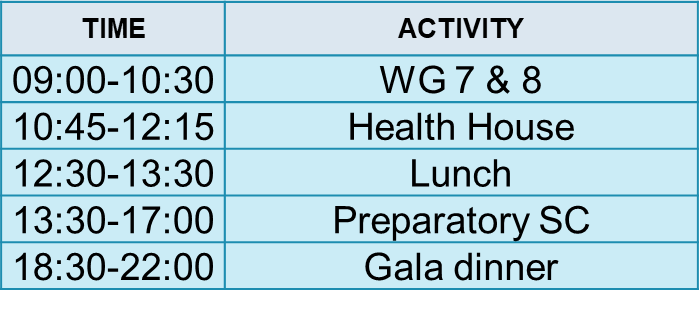 TIME ACTIVITY
09:00-10:30 WG 7 & 8
10:45-12:15 Health House
12:30-13:30 Lunch
13:30-17:00 Preparatory SC
18:30-22:00 Gala dinner